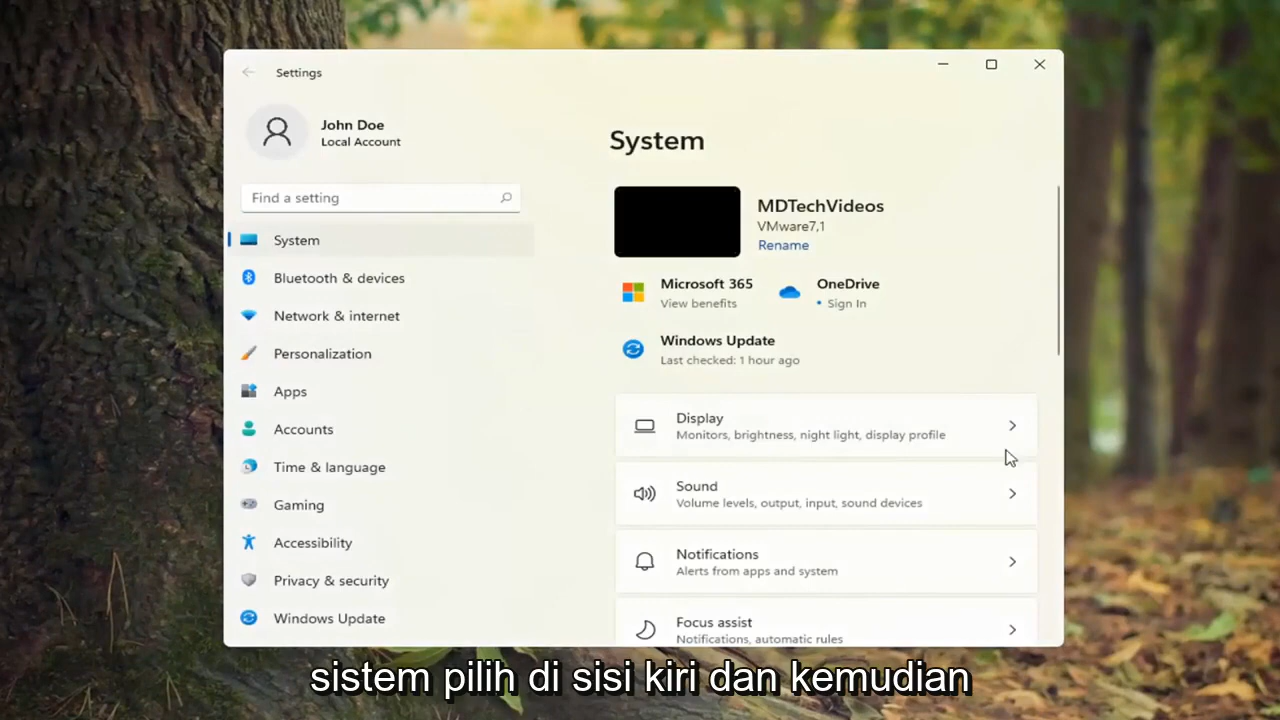 Settings
John Doe
Local Account
Find a setting
System
Bluetooth & devices
Network & internet
Personalization
Apps
Accounts
Time & language
Gaming
Accessibility
Privacy & security
Windows Update
System
MDTechVideos
VMware7,1
Rename
Microsoft 365
View benefits
OneDrive
• Sign In
Windows Update
Last checked: 1 hour ago
Display
Monitors, brightness, night light, display profile
Sound
Volume levels, output, input, sound devices
Notifications
Alerts from apps and system
Focus assist
Notifications, automatic rules
sistem pilih di sisi kiri dan kemudian